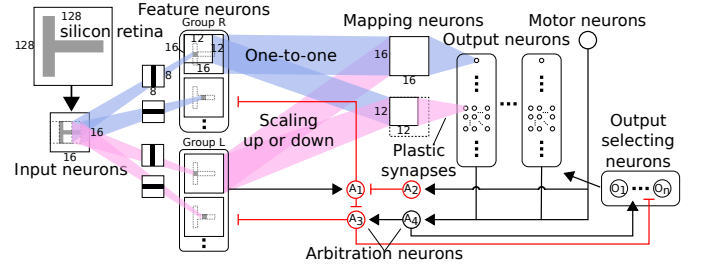 128
silicon retina
128
Input neurons
16
16
8
8
Feature neurons
Group R
12
16
12
16
Group L
One-to-one
Scaling
up or down
Mapping neurons
16
16
12
12
Plastic
synapses
Output neurons
Motor neurons
Output
selecting
neurons
O1
On
A1
A2
A3
A4
Arbitration neurons